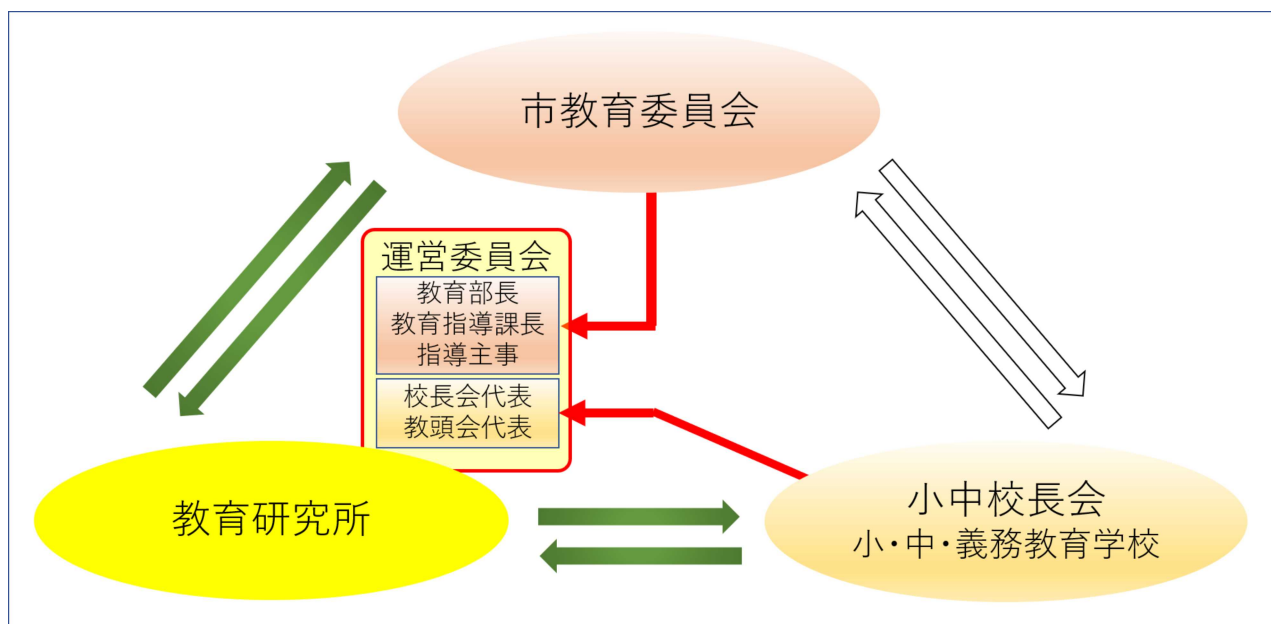 市教育委員会
運営委員会
教育部長
教育指導課長
指導主事
校長会代表
教頭会代表
教育研究所
小中校長会
小・中・義務教育学校